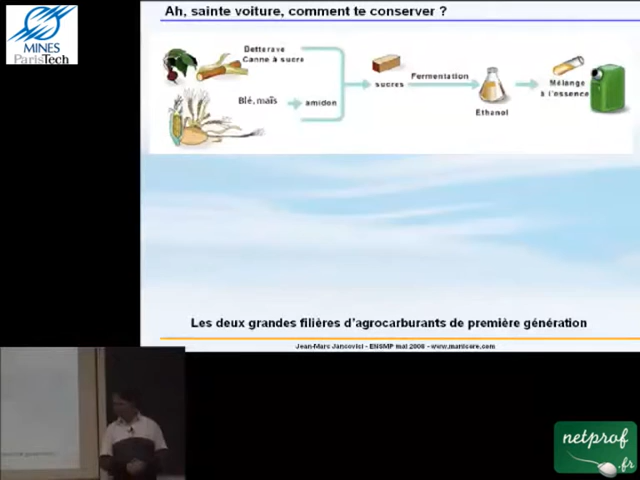 Ah, sainte voiture, comment te conserver ?
MINES
ParisTech
Betterave
Canne à sucre
Blé, maïs
amidon
sucres
Fermentation
Ethanol
Mélange
à l'essence
Les deux grandes filières d'agrocarburants de première génération
Jean-Marc Jancovici - ENSMP mai 2008 - www.manicore.com
netprof
.fr